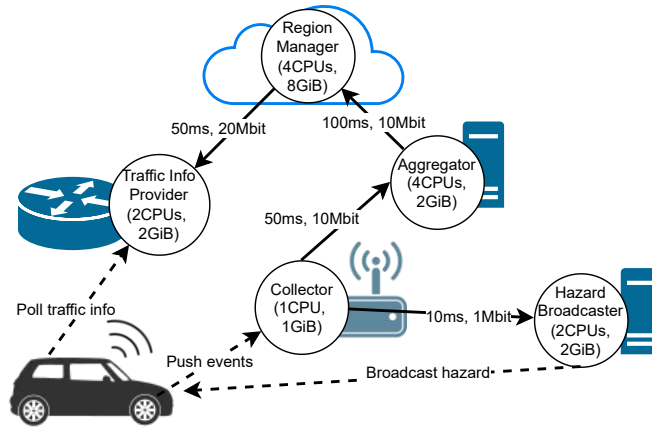 Region
Manager
(4CPUs,
8GiB)
50ms, 20Mbit
100ms, 10Mbit
Traffic Info
Provider
(2CPUs,
2GiB)
Aggregator
(4CPUs,
2GiB)
50ms, 10Mbit
Collector
(1CPU,
1GiB)
Hazard
Broadcaster
(2CPUs,
2GiB)
10ms, 1Mbit
Poll traffic info
Push events
Broadcast hazard